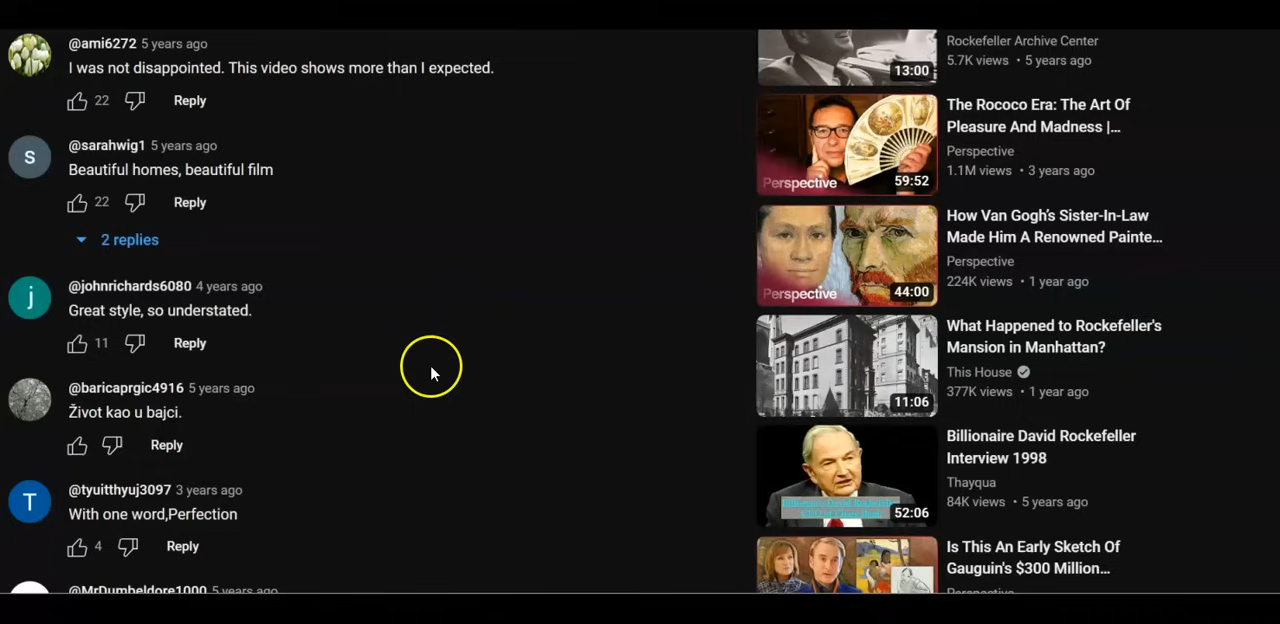 @ami6272 5 years ago
I was not disappointed. This video shows more than I expected.
22 Reply
@sarahwig1 5 years ago
Beautiful homes, beautiful film
22 Reply
2 replies
@johnrichards6080 4 years ago
Great style, so understated.
11 Reply
@baricaprgic4916 5 years ago
Život kao u bajci.
Reply
@tyuitthyuj3097 3 years ago
With one word,Perfection
4 Reply
@MrDumbeldore1000 5 years ago
S
j
T
Rockefeller Archive Center
5.7K views • 5 years ago
13:00
The Rococo Era: The Art Of
Pleasure And Madness |...
Perspective
1.1M views • 3 years ago
Perspective
59:52
How Van Gogh's Sister-In-Law
Made Him A Renowned Painte...
Perspective
224K views • 1 year ago
Perspective
44:00
What Happened to Rockefeller's
Mansion in Manhattan?
This House
377K views • 1 year ago
11:06
Billionaire David Rockefeller
Interview 1998
Thayqua
84K views • 5 years ago
52:06
Is This An Early Sketch Of
Gauguin's $300 Million...
Perspective